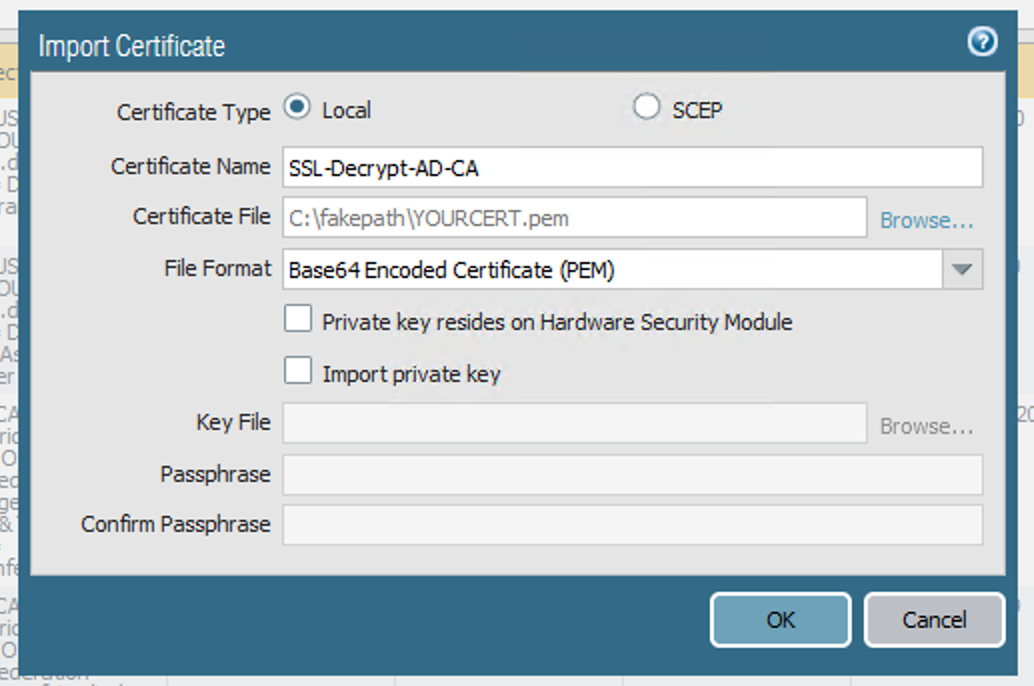 Import Certificate
Certificate Type Local SCEP
Certificate Name SSL-Decrypt-AD-CA
Certificate File C:\fakepath\YOURCERT.pem Browse...
File Format Base64 Encoded Certificate (PEM)
Private key resides on Hardware Security Module
Import private key
Key File Browse...
Passphrase
Confirm Passphrase
OK Cancel